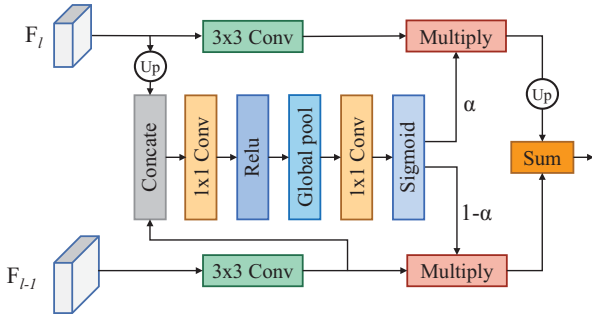 F_l
3x3 Conv
Multiply
Up
Up
α
Concate
1x1 Conv
Relu
Global pool
1x1 Conv
Sigmoid
Sum
1-α
F_{l-1}
3x3 Conv
Multiply